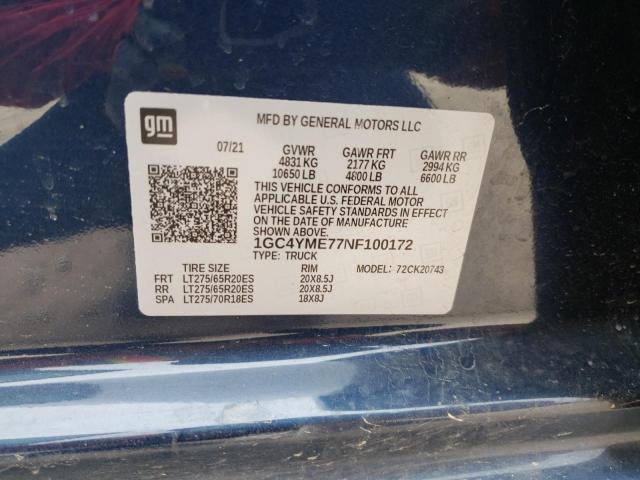 gm
MFD BY GENERAL MOTORS LLC
07/21 GVWR GAWR FRT GAWR RR
4831 KG 2177 KG 2994 KG
10650 LB 4800 LB 6600 LB
THIS VEHICLE CONFORMS TO ALL
APPLICABLE U.S. FEDERAL MOTOR
VEHICLE SAFETY STANDARDS IN EFFECT
ON THE DATE OF MANUFACTURE
SHOWN ABOVE.
1GC4YME77NF100172
TYPE: TRUCK
TIRE SIZE RIM MODEL: 72CK20743
FRT LT275/65R20ES 20X8.5J
RR LT275/65R20ES 20X8.5J
SPA LT275/70R18ES 18X8J